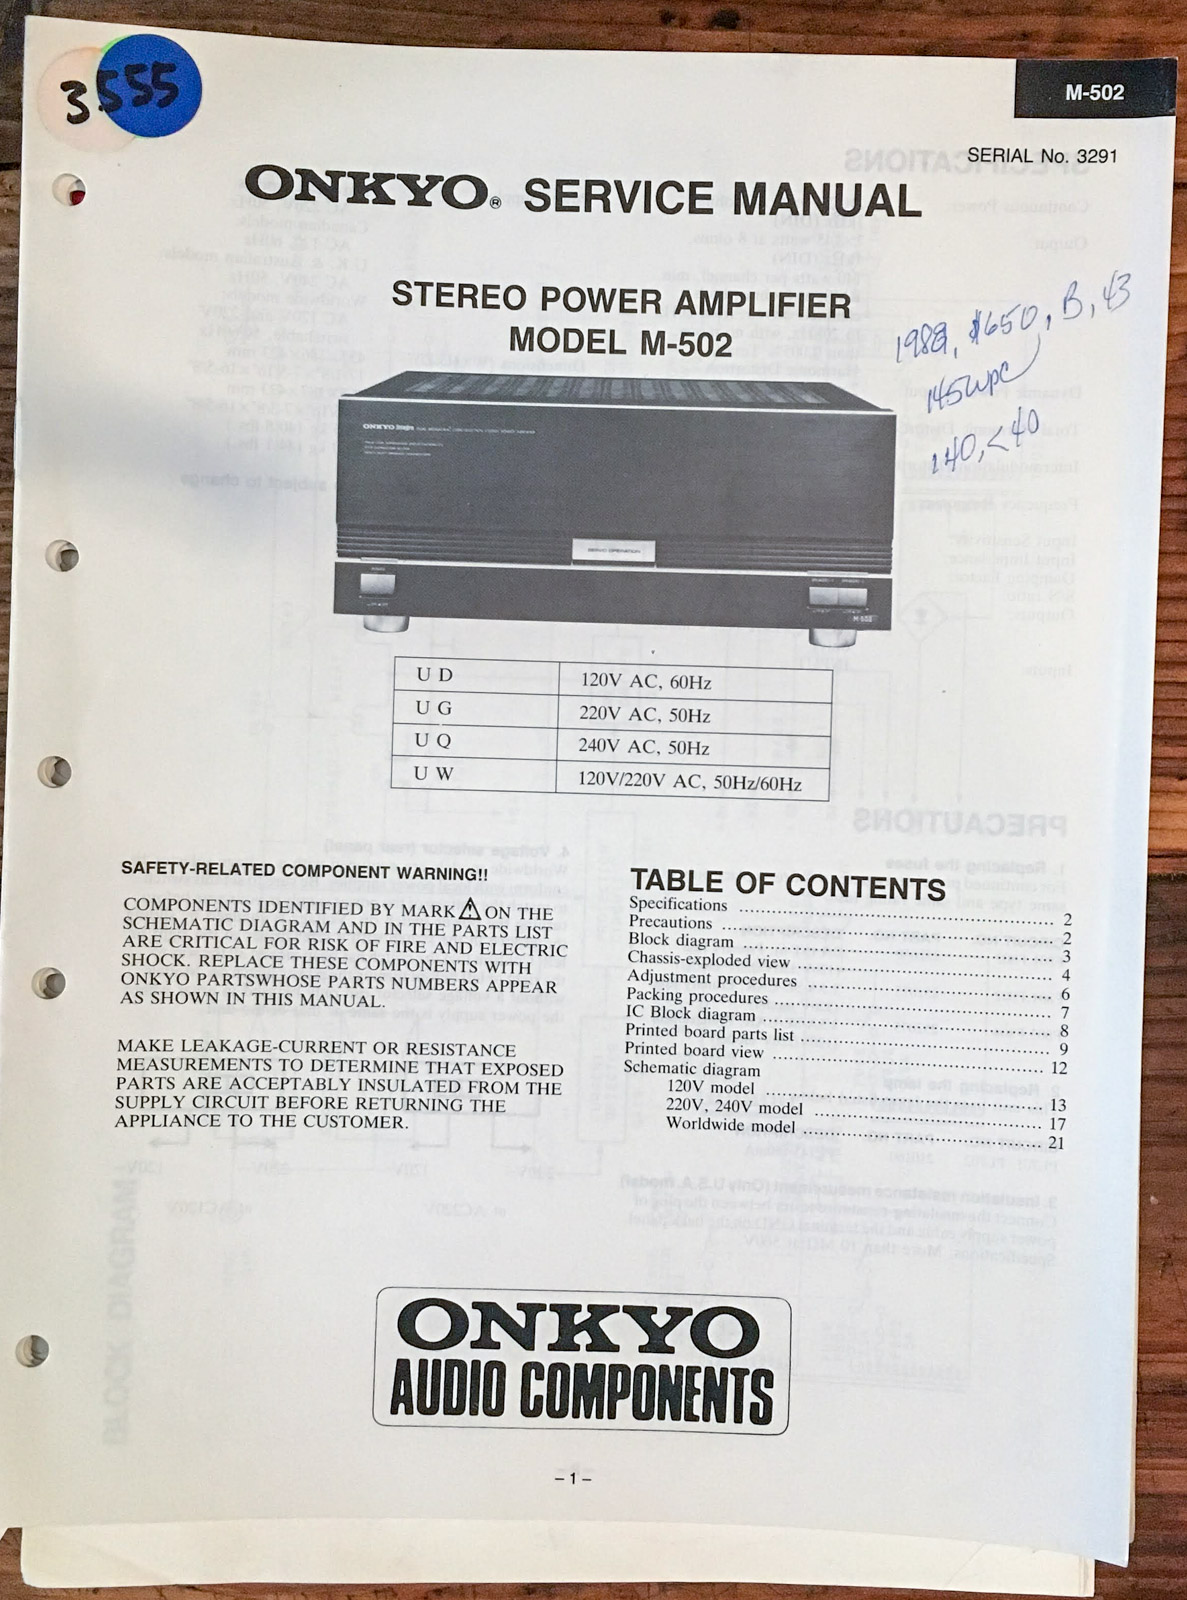 3555
M-502
SERIAL No. 3291
ONKYO® SERVICE MANUAL
STEREO POWER AMPLIFIER
MODEL M-502
$650, B, 43
145wpc
140, <40
ONKYO
SERVO OPERATION
M-502
U D 120V AC, 60Hz
U G 220V AC, 50Hz
U Q 240V AC, 50Hz
U W 120V/220V AC, 50Hz/60Hz
SAFETY-RELATED COMPONENT WARNING!!
COMPONENTS IDENTIFIED BY MARK ⚠ ON THE
SCHEMATIC DIAGRAM AND IN THE PARTS LIST
ARE CRITICAL FOR RISK OF FIRE AND ELECTRIC
SHOCK. REPLACE THESE COMPONENTS WITH
ONKYO PARTSWHOSE PARTS NUMBERS APPEAR
AS SHOWN IN THIS MANUAL.
MAKE LEAKAGE-CURRENT OR RESISTANCE
MEASUREMENTS TO DETERMINE THAT EXPOSED
PARTS ARE ACCEPTABLY INSULATED FROM THE
SUPPLY CIRCUIT BEFORE RETURNING THE
APPLIANCE TO THE CUSTOMER.
TABLE OF CONTENTS
Specifications ........ 2
Precautions ........ 2
Block diagram ........ 3
Chassis-exploded view ........ 4
Adjustment procedures ........ 6
Packing procedures ........ 7
IC Block diagram ........ 8
Printed board parts list ........ 9
Printed board view ........ 12
Schematic diagram
120V model ........ 13
220V, 240V model ........ 17
Worldwide model ........ 21
ONKYO
AUDIO COMPONENTS
– 1 –